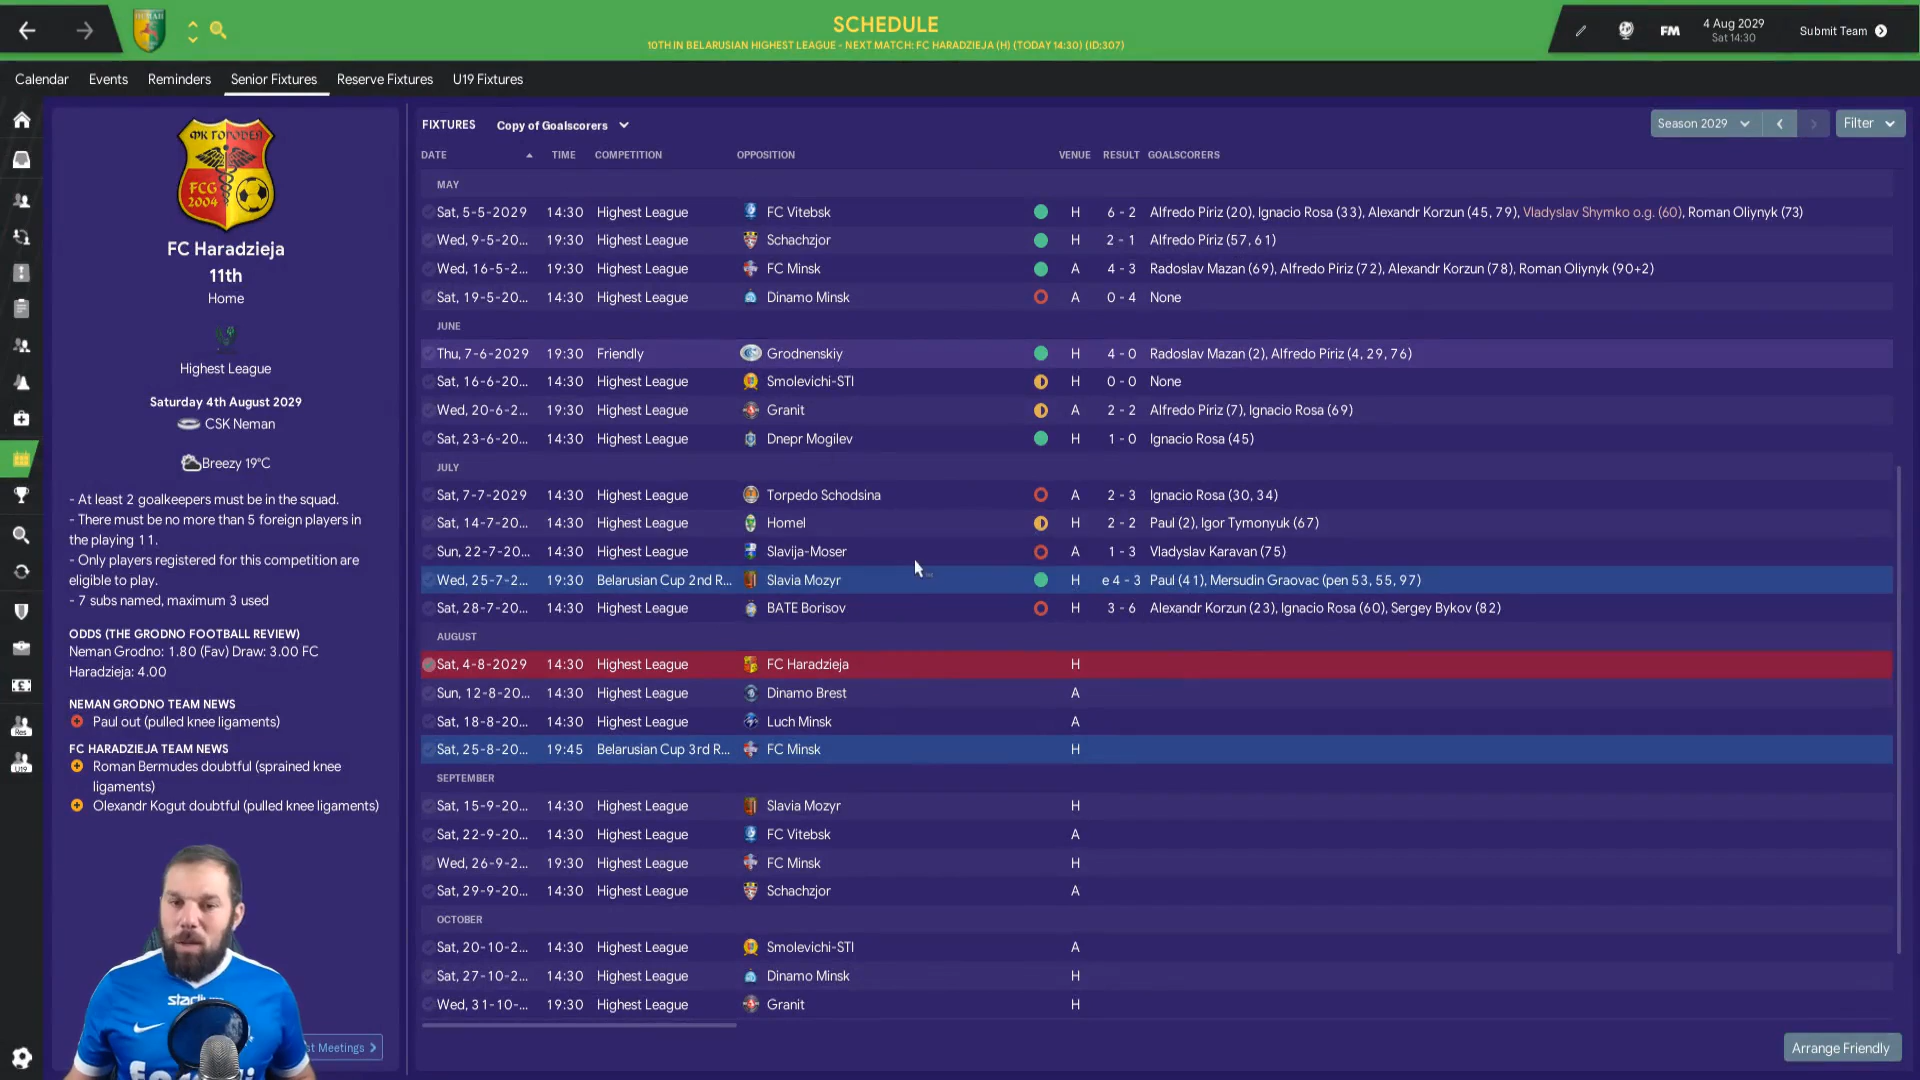 SCHEDULE
10TH IN BELARUSIAN HIGHEST LEAGUE - NEXT MATCH: FC HARADZIEJA (H) (TODAY 14:30) (ID:307)
FM
4 Aug 2029
Sat 14:30
Submit Team
Calendar Events Reminders Senior Fixtures Reserve Fixtures U19 Fixtures
ФК ГОРОДЕЯ
FCG
2004
FC Haradzieja
11th
Home
Highest League
Saturday 4th August 2029
CSK Neman
Breezy 19°C
- At least 2 goalkeepers must be in the squad.
- There must be no more than 5 foreign players in
the playing 11.
- Only players registered for this competition are
eligible to play.
- 7 subs named, maximum 3 used
ODDS (THE GRODNO FOOTBALL REVIEW)
Neman Grodno: 1.80 (Fav) Draw: 3.00 FC
Haradzieja: 4.00
NEMAN GRODNO TEAM NEWS
Paul out (pulled knee ligaments)
FC HARADZIEJA TEAM NEWS
Roman Bermudes doubtful (sprained knee
ligaments)
Olexandr Kogut doubtful (pulled knee ligaments)
st Meetings
Res
U19
FIXTURES Copy of Goalscorers
Season 2029 Filter
DATE TIME COMPETITION OPPOSITION VENUE RESULT GOALSCORERS
MAY
Sat, 5-5-2029 14:30 Highest League FC Vitebsk H 6 - 2 Alfredo Píriz (20), Ignacio Rosa (33), Alexandr Korzun (45, 79), Vladyslav Shymko o.g. (60), Roman Oliynyk (73)
Wed, 9-5-20... 19:30 Highest League Schachzjor H 2 - 1 Alfredo Píriz (57, 61)
Wed, 16-5-2... 19:30 Highest League FC Minsk A 4 - 3 Radoslav Mazan (69), Alfredo Píriz (72), Alexandr Korzun (78), Roman Oliynyk (90+2)
Sat, 19-5-20... 14:30 Highest League Dinamo Minsk A 0 - 4 None
JUNE
Thu, 7-6-2029 19:30 Friendly Grodnenskiy H 4 - 0 Radoslav Mazan (2), Alfredo Píriz (4, 29, 76)
Sat, 16-6-20... 14:30 Highest League Smolevichi-STI H 0 - 0 None
Wed, 20-6-2... 19:30 Highest League Granit A 2 - 2 Alfredo Píriz (7), Ignacio Rosa (69)
Sat, 23-6-20... 14:30 Highest League Dnepr Mogilev H 1 - 0 Ignacio Rosa (45)
JULY
Sat, 7-7-2029 14:30 Highest League Torpedo Schodsina A 2 - 3 Ignacio Rosa (30, 34)
Sat, 14-7-20... 14:30 Highest League Homel H 2 - 2 Paul (2), Igor Tymonyuk (67)
Sun, 22-7-20... 14:30 Highest League Slavija-Moser A 1 - 3 Vladyslav Karavan (75)
Wed, 25-7-2... 19:30 Belarusian Cup 2nd R... Slavia Mozyr H e 4 - 3 Paul (41), Mersudin Graovac (pen 53, 55, 97)
Sat, 28-7-20... 14:30 Highest League BATE Borisov H 3 - 6 Alexandr Korzun (23), Ignacio Rosa (60), Sergey Bykov (82)
AUGUST
Sat, 4-8-2029 14:30 Highest League FC Haradzieja H
Sun, 12-8-20... 14:30 Highest League Dinamo Brest A
Sat, 18-8-20... 14:30 Highest League Luch Minsk A
Sat, 25-8-20... 19:45 Belarusian Cup 3rd R... FC Minsk H
SEPTEMBER
Sat, 15-9-20... 14:30 Highest League Slavia Mozyr H
Sat, 22-9-20... 14:30 Highest League FC Vitebsk A
Wed, 26-9-2... 19:30 Highest League FC Minsk H
Sat, 29-9-20... 14:30 Highest League Schachzjor A
OCTOBER
Sat, 20-10-2... 14:30 Highest League Smolevichi-STI A
Sat, 27-10-2... 14:30 Highest League Dinamo Minsk H
Wed, 31-10-... 19:30 Highest League Granit H
Arrange Friendly